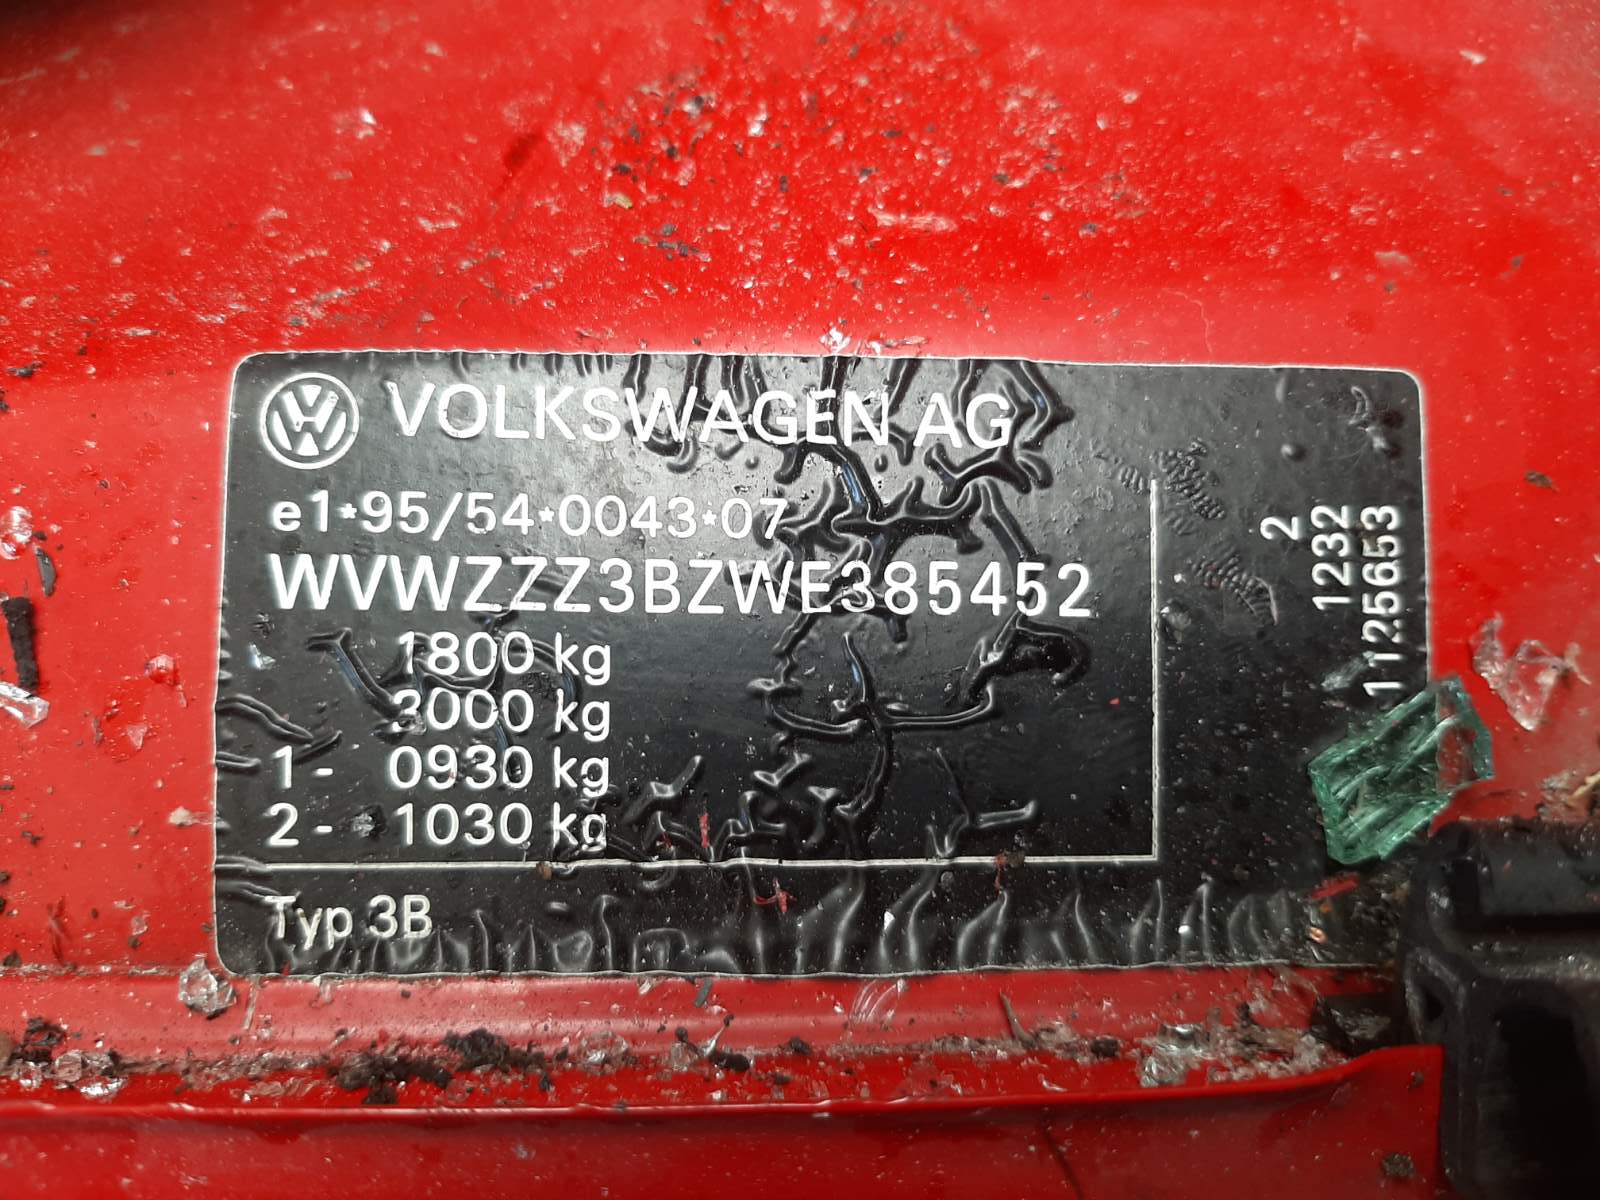 VOLKSWAGEN AG
e1*95/54*0043*07
WVWZZZ3BZWE385452
1800 kg
3000 kg
1- 0930 kg
2- 1030 kg
Typ 3B
2
1232
11256553